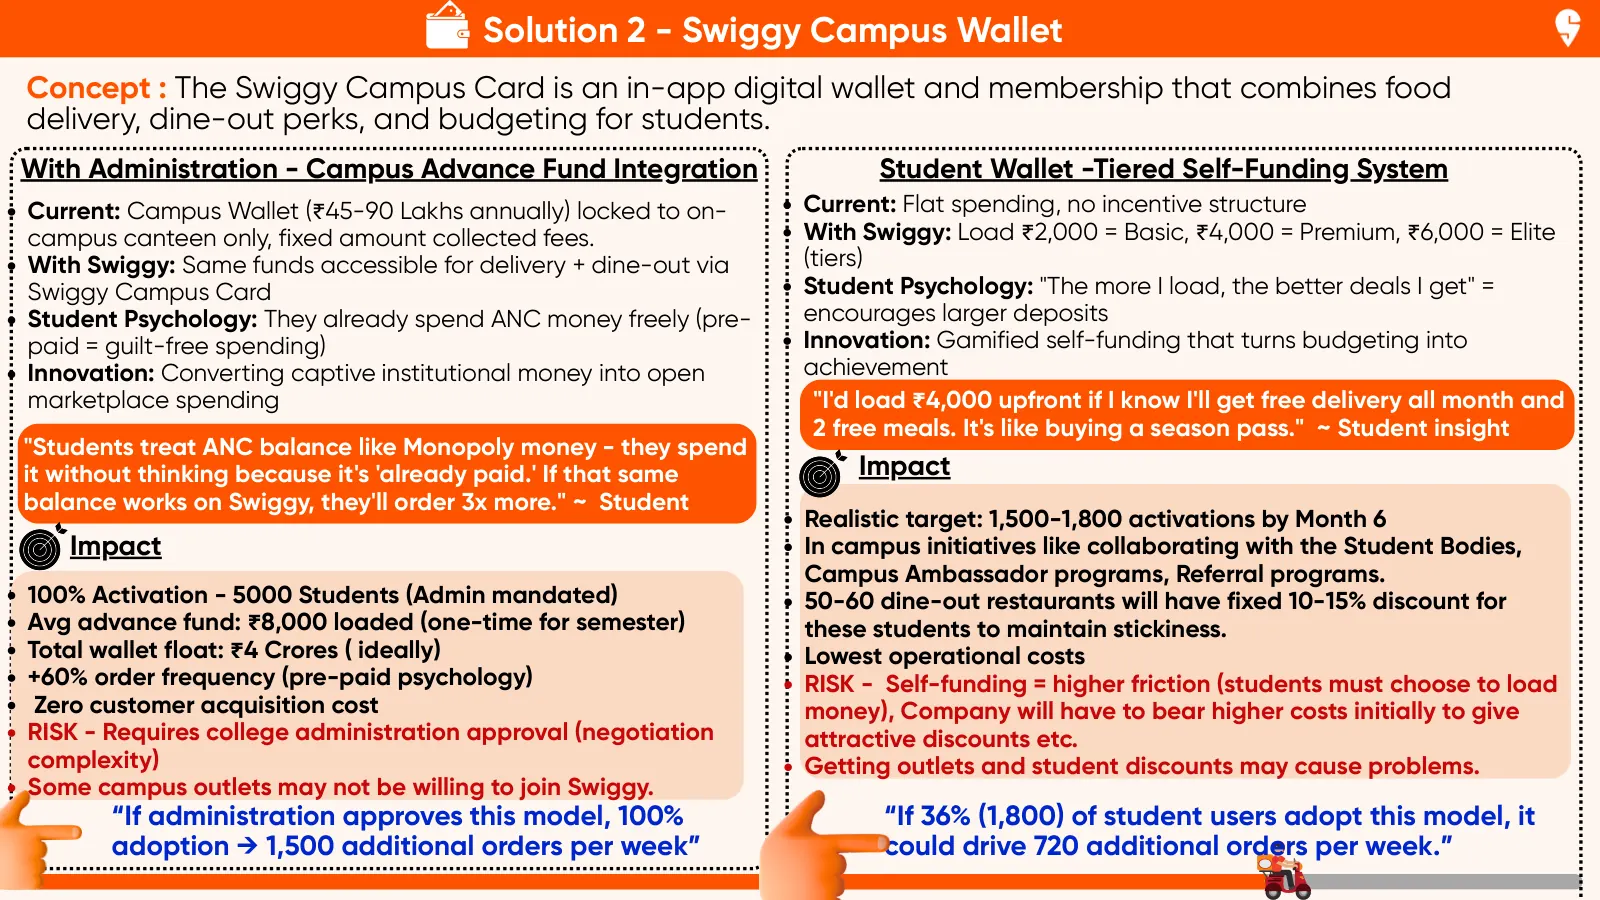 Solution 2 - Swiggy Campus Wallet
Concept : The Swiggy Campus Card is an in-app digital wallet and membership that combines food
delivery, dine-out perks, and budgeting for students.
With Administration - Campus Advance Fund Integration
• Current: Campus Wallet (₹45-90 Lakhs annually) locked to on-
campus canteen only, fixed amount collected fees.
• With Swiggy: Same funds accessible for delivery + dine-out via
Swiggy Campus Card
• Student Psychology: They already spend ANC money freely (pre-
paid = guilt-free spending)
• Innovation: Converting captive institutional money into open
marketplace spending
"Students treat ANC balance like Monopoly money - they spend
it without thinking because it's 'already paid.' If that same
balance works on Swiggy, they'll order 3x more." ~ Student
Impact
• 100% Activation - 5000 Students (Admin mandated)
• Avg advance fund: ₹8,000 loaded (one-time for semester)
• Total wallet float: ₹4 Crores ( ideally)
• +60% order frequency (pre-paid psychology)
• Zero customer acquisition cost
• RISK - Requires college administration approval (negotiation
complexity)
• Some campus outlets may not be willing to join Swiggy.
“If administration approves this model, 100%
adoption → 1,500 additional orders per week”
Student Wallet -Tiered Self-Funding System
• Current: Flat spending, no incentive structure
• With Swiggy: Load ₹2,000 = Basic, ₹4,000 = Premium, ₹6,000 = Elite
(tiers)
• Student Psychology: "The more I load, the better deals I get" =
encourages larger deposits
• Innovation: Gamified self-funding that turns budgeting into
achievement
"I'd load ₹4,000 upfront if I know I'll get free delivery all month and
2 free meals. It's like buying a season pass." ~ Student insight
Impact
• Realistic target: 1,500-1,800 activations by Month 6
• In campus initiatives like collaborating with the Student Bodies,
Campus Ambassador programs, Referral programs.
• 50-60 dine-out restaurants will have fixed 10-15% discount for
these students to maintain stickiness.
• Lowest operational costs
• RISK - Self-funding = higher friction (students must choose to load
money), Company will have to bear higher costs initially to give
attractive discounts etc.
• Getting outlets and student discounts may cause problems.
“If 36% (1,800) of student users adopt this model, it
could drive 720 additional orders per week.”